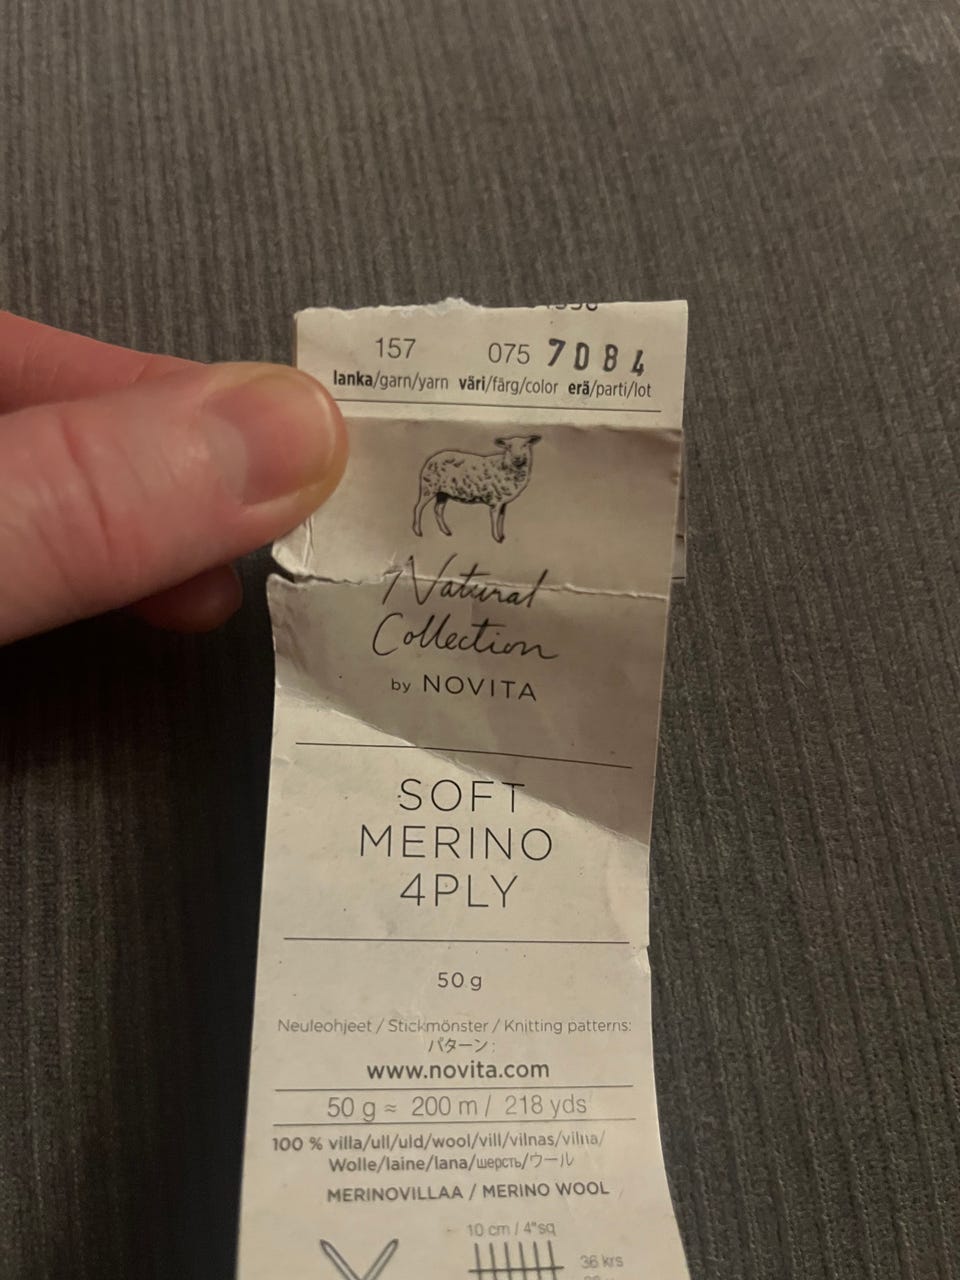 157 075 7084
lanka/garn/yarn väri/färg/color erä/parti/lot
Natural
Collection
by NOVITA
SOFT
MERINO
4PLY
50 g
Neuleohjeet / Stickmönster / Knitting patterns:
パターン:
www.novita.com
50 g ≈ 200 m / 218 yds
100 % villa/ull/uld/wool/vill/vilnas/vilna/
Wolle/laine/lana/шерсть/ウール
MERINOVILLAA / MERINO WOOL
10 cm / 4"sq
36 krs